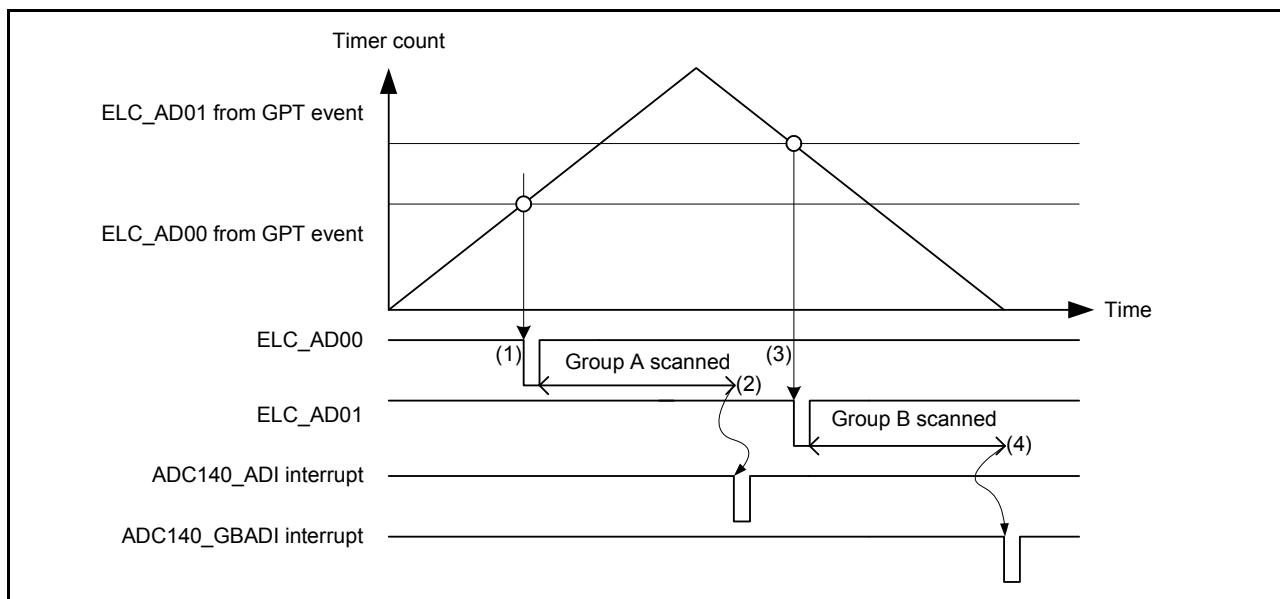 Timer count
ELC_AD01 from GPT event
ELC_AD00 from GPT event
Time
ELC_AD00
(1)
Group A scanned
(2)
(3)
ELC_AD01
Group B scanned
(4)
ADC140_ADI interrupt
ADC140_GBADI interrupt